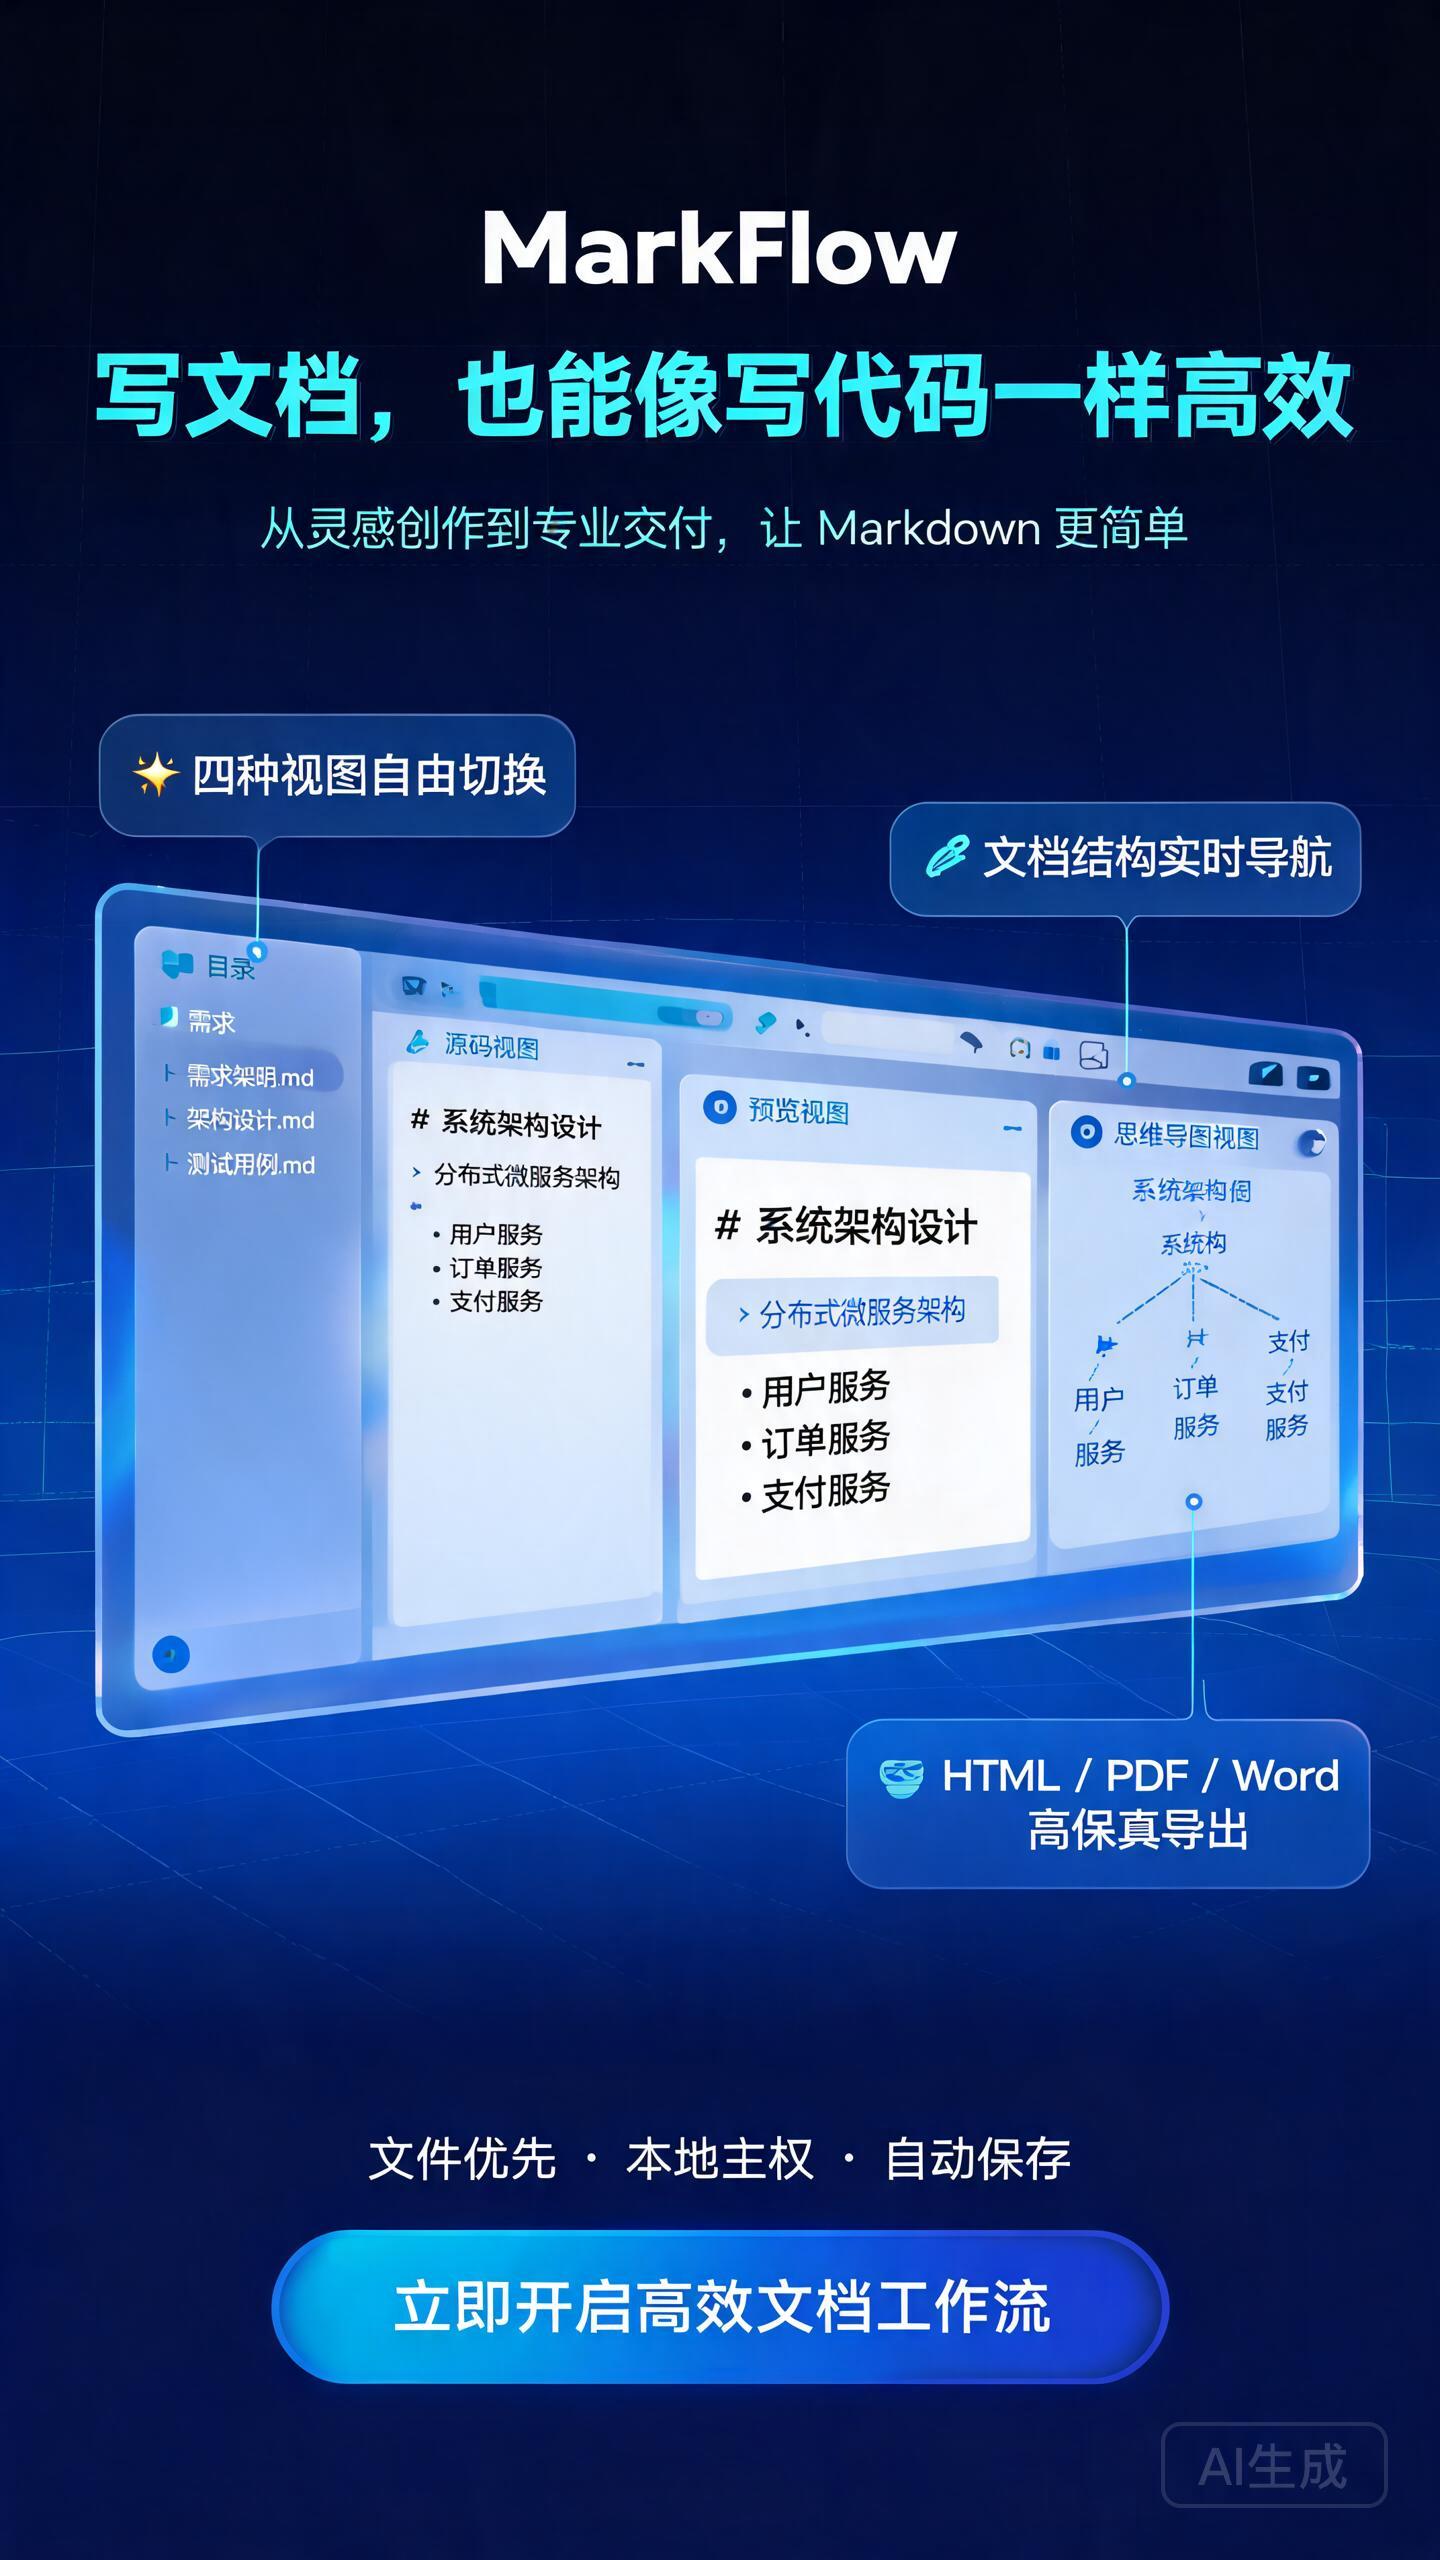 MarkFlow
写文档，也能像写代码一样高效
从灵感创作到专业交付，让 Markdown 更简单
✨ 四种视图自由切换
文档结构实时导航
目录
需求
需求架明.md
架构设计.md
测试用例.md
源码视图
# 系统架构设计
> 分布式微服务架构
• 用户服务
• 订单服务
• 支付服务
预览视图
# 系统架构设计
> 分布式微服务架构
• 用户服务
• 订单服务
• 支付服务
思维导图视图
系统架构
系统构
支付
用户
服务
订单
服务
支付
服务
HTML / PDF / Word
高保真导出
文件优先 · 本地主权 · 自动保存
立即开启高效文档工作流
AI生成